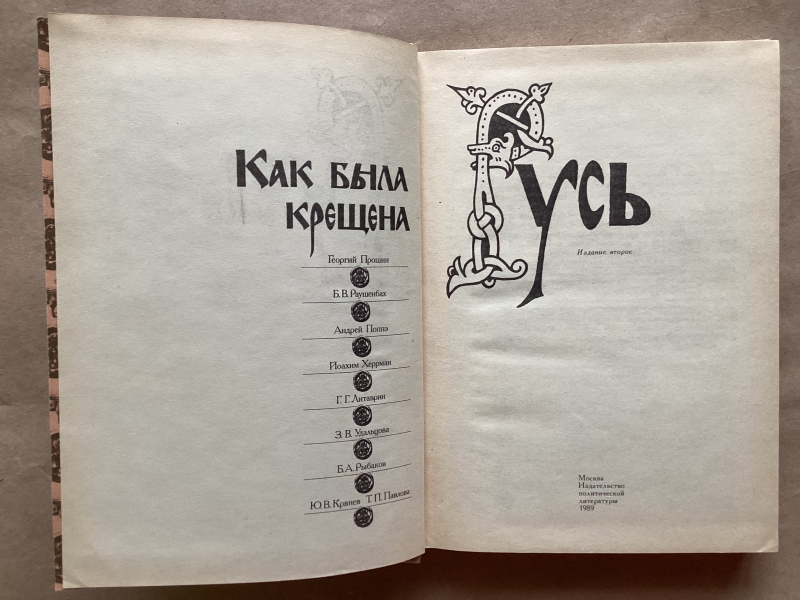 Как была
крещена
Георгий Прошин
Б. В. Раушенбах
Андрей Поппэ
Иоахим Херрман
Г. Г. Литаврин
З. В. Удальцова
Б. А. Рыбаков
Ю. В. Крянев Т. П. Павлова
Русь
Издание второе
Москва
Издательство
политической
литературы
1989